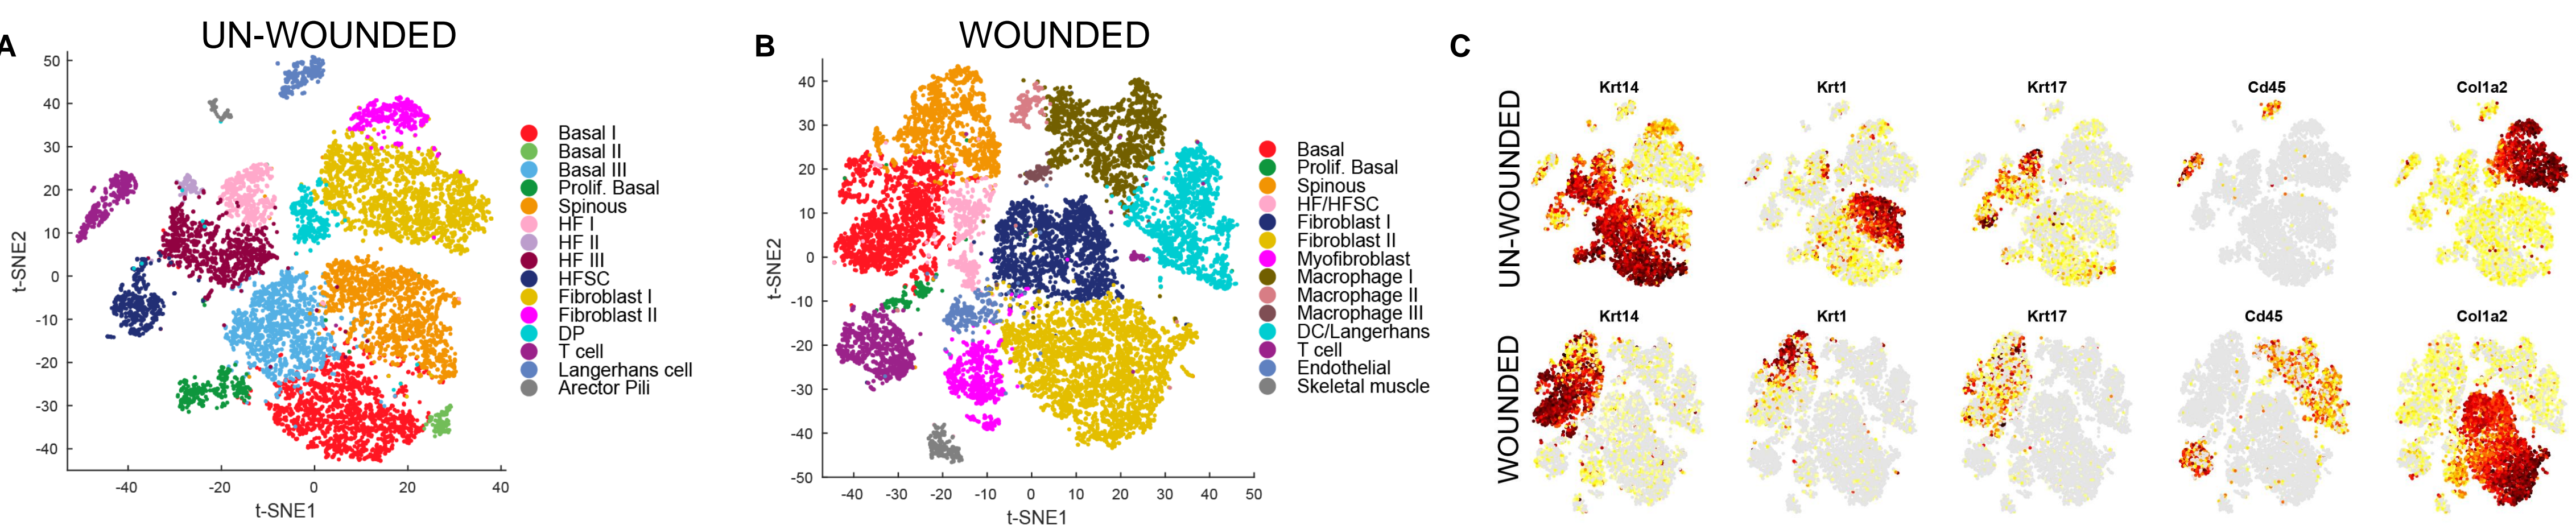 A
UN-WOUNDED
50
40
30
20
10
0
-10
-20
-30
-40
-40
-20
0
20
40
t-SNE2
t-SNE1
Basal I
Basal II
Basal III
Prolif. Basal
Spinous
HF I
HF II
HF III
HFSC
Fibroblast I
Fibroblast II
DP
T cell
Langerhans cell
Arector Pili
B
WOUNDED
40
30
20
10
0
-10
-20
-30
-40
-50
-40
-30
-20
-10
0
10
20
30
40
50
t-SNE2
t-SNE1
Basal
Prolif. Basal
Spinous
HF/HFSC
Fibroblast I
Fibroblast II
Myofibroblast
Macrophage I
Macrophage II
Macrophage III
DC/Langerhans
T cell
Endothelial
Skeletal muscle
C
UN-WOUNDED
Krt14
Krt1
Krt17
Cd45
Col1a2
WOUNDED
Krt14
Krt1
Krt17
Cd45
Col1a2